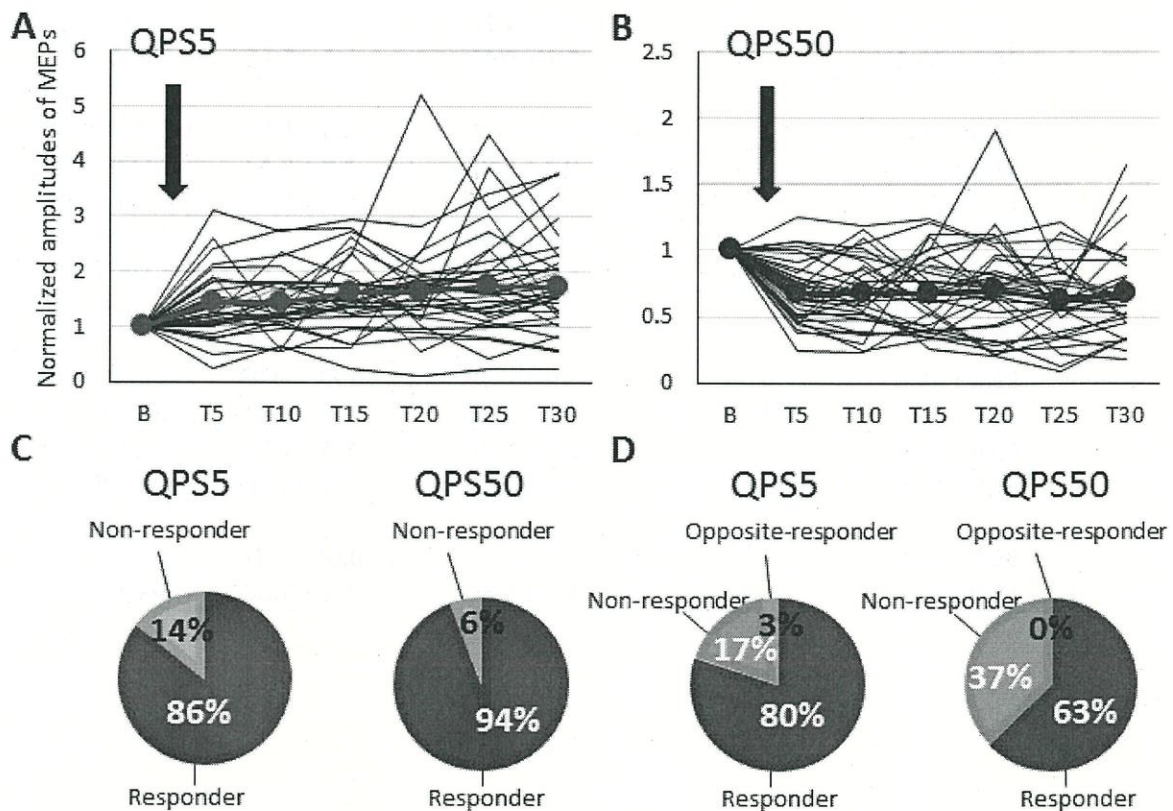 A
QPS5
Normalized amplitudes of MEPs
6
5
4
3
2
1
0
B T5 T10 T15 T20 T25 T30
B
QPS50
2.5
2
1.5
1
0.5
0
B T5 T10 T15 T20 T25 T30
C
QPS5
Non-responder
14%
86%
Responder
QPS50
Non-responder
6%
94%
Responder
D
QPS5
Opposite-responder
Non-responder
3%
17%
80%
Responder
QPS50
Opposite-responder
Non-responder
0%
37%
63%
Responder